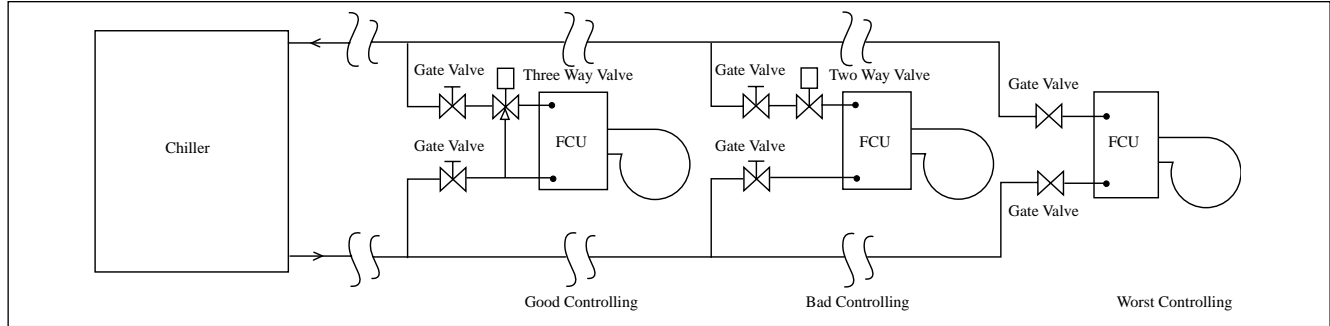 Chiller
Gate Valve
Three Way Valve
FCU
Gate Valve
Gate Valve
Two Way Valve
FCU
Gate Valve
Gate Valve
FCU
Gate Valve
Good Controlling
Bad Controlling
Worst Controlling